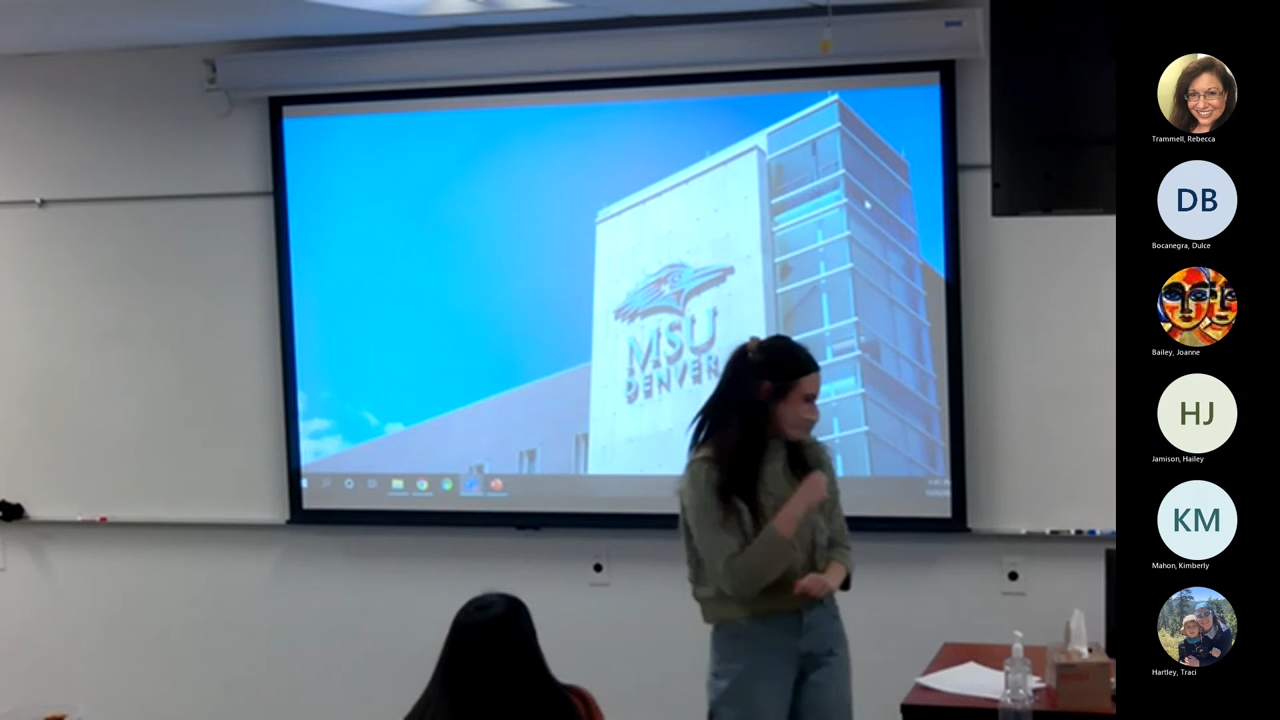 MSU
DENVER
Trammell, Rebecca
DB
Bocanegra, Dulce
Bailey, Joanne
HJ
Jamison, Hailey
KM
Mahon, Kimberly
Hartley, Traci